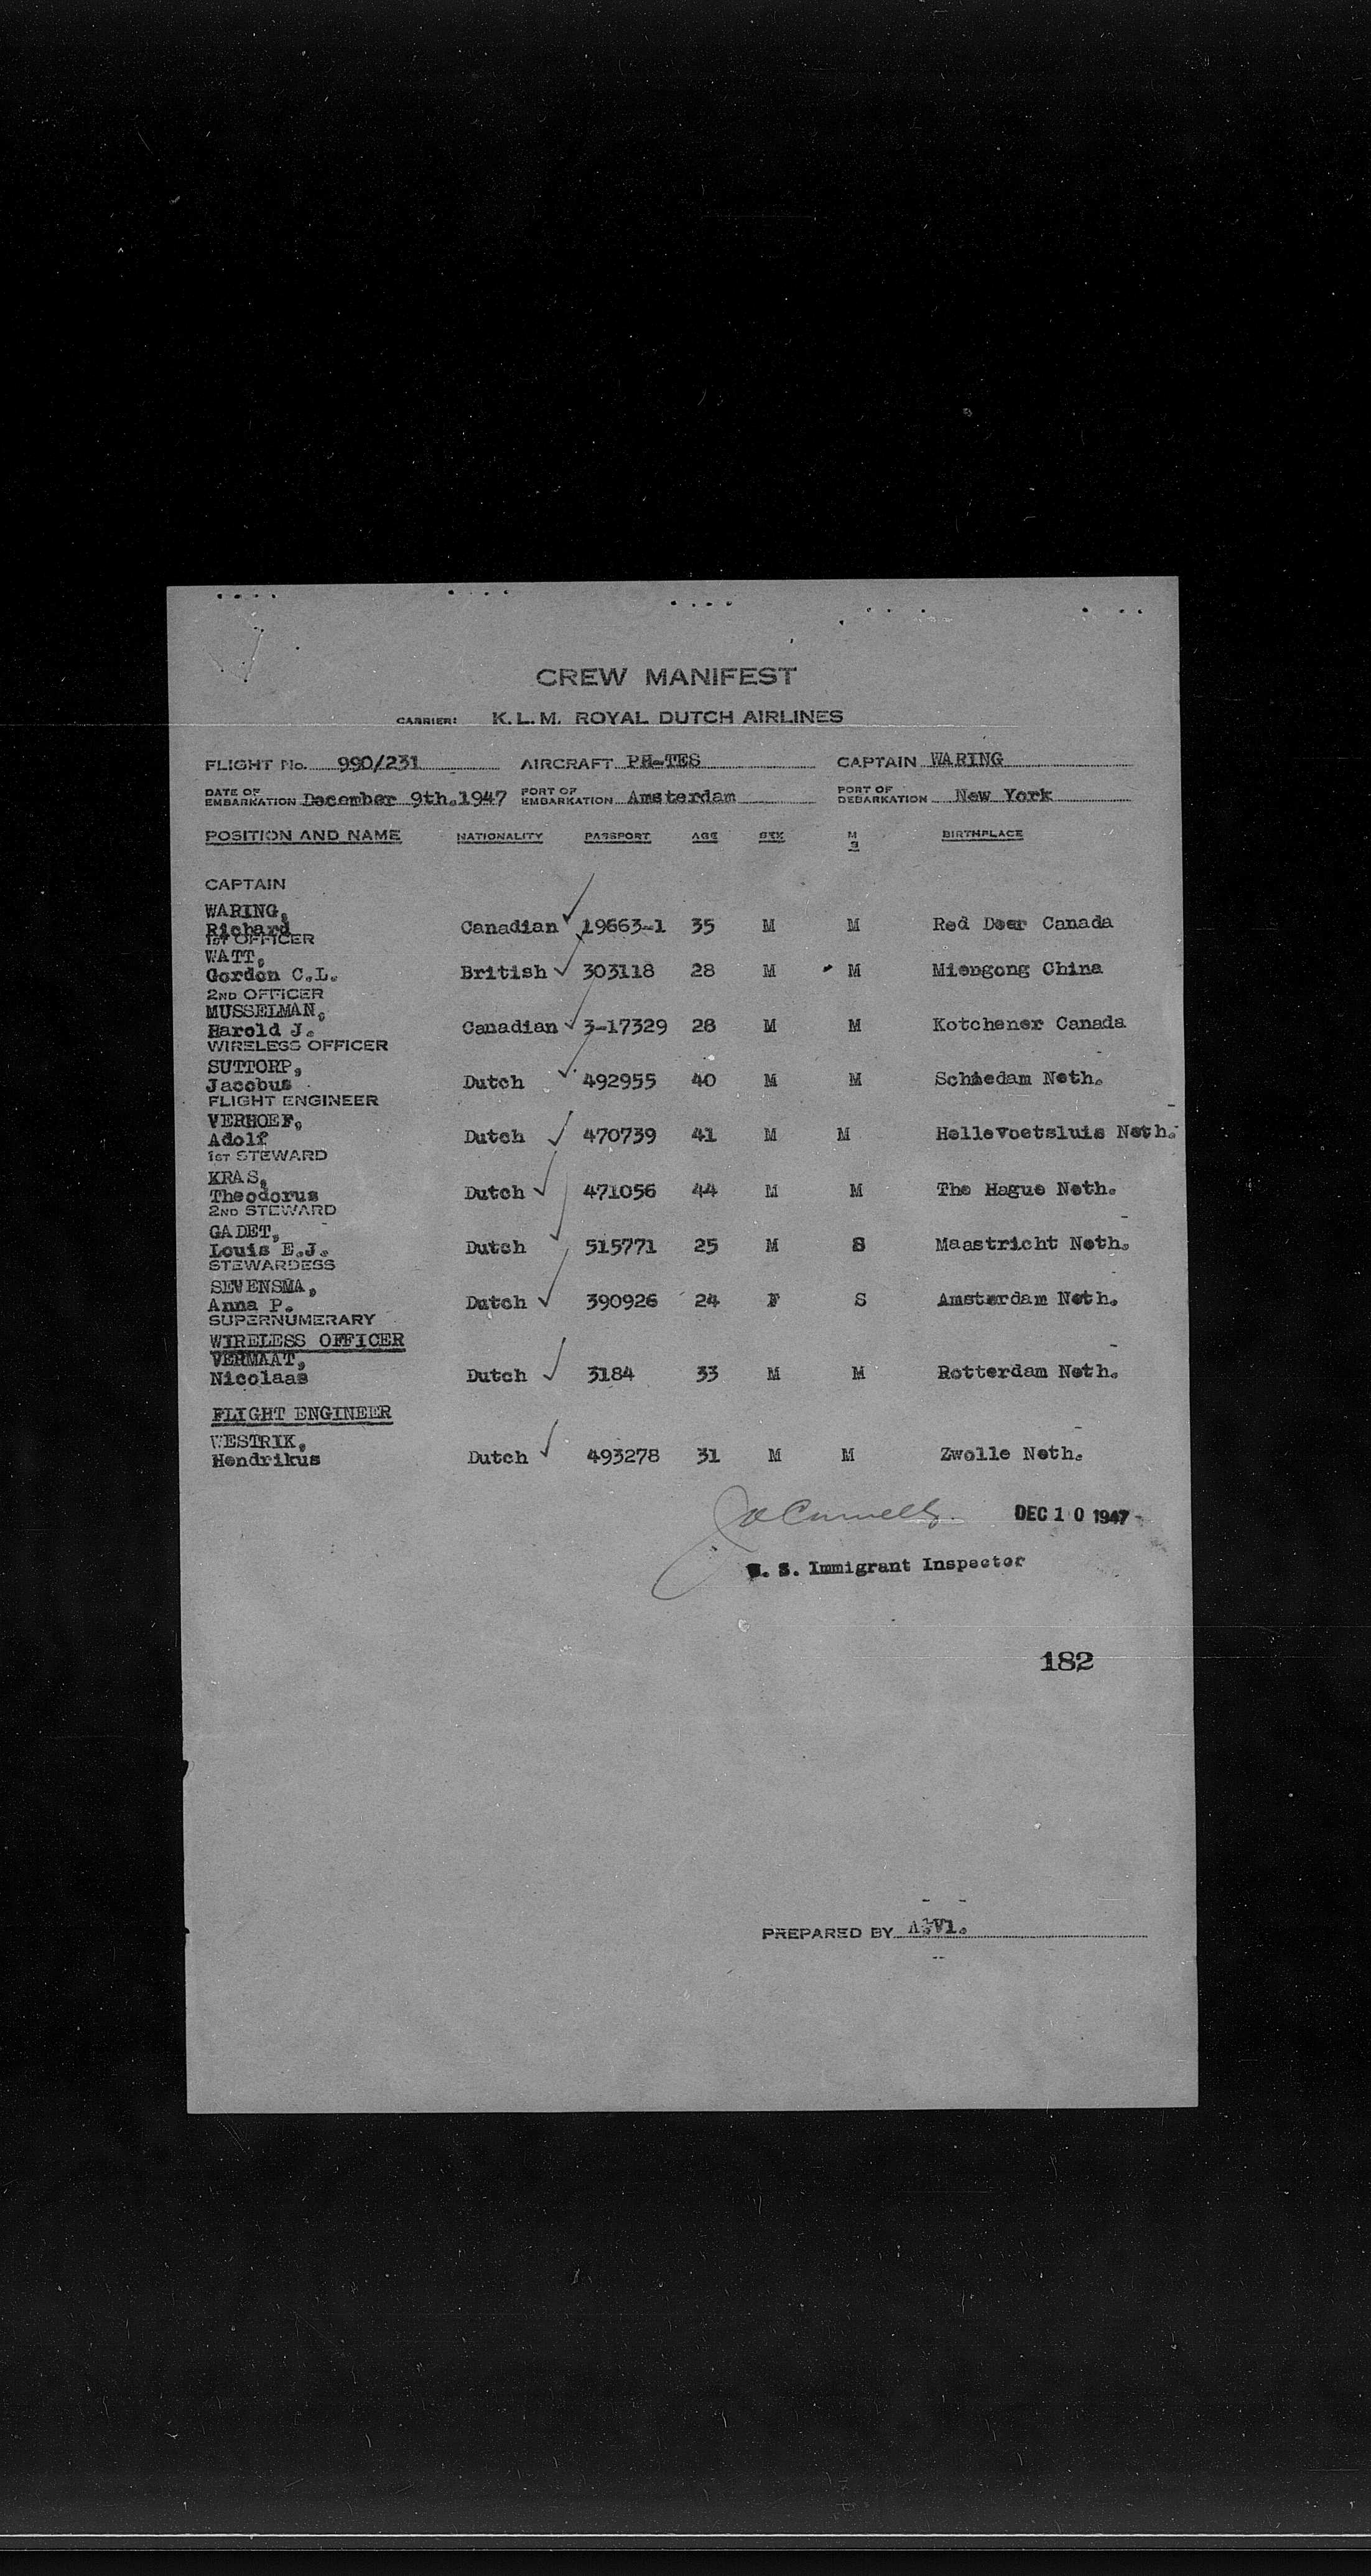 CREW MANIFEST
CARRIER: K.L.M. ROYAL DUTCH AIRLINES
FLIGHT No. 990/231 AIRCRAFT PH-TES CAPTAIN WARING
DATE OF EMBARKATION December 9th.1947 PORT OF EMBARKATION Amsterdam PORT OF DEBARKATION New York
POSITION AND NAME NATIONALITY PASSPORT AGE SEX M S BIRTHPLACE
CAPTAIN
WARING,
Richard Canadian 19663-1 35 M M Red Deer Canada
1ST OFFICER
WATT,
Gordon C.L. British 303118 28 M M Miengong China
2ND OFFICER
MUSSELMAN,
Harold J. Canadian 3-17329 28 M M Kotchener Canada
WIRELESS OFFICER
SUTTORP,
Jacobus Dutch 492955 40 M M Schiedam Neth.
FLIGHT ENGINEER
VERHOEF,
Adolf Dutch 470739 41 M M Hellevoetsluis Neth.
1ST STEWARD
KRAS,
Theodorus Dutch 471056 44 M M The Hague Neth.
2ND STEWARD
GADET,
Louis E.J. Dutch 515771 25 M S Maastricht Neth.
STEWARDESS
SEVENSMA,
Anna P. Dutch 390926 24 F S Amsterdam Neth.
SUPERNUMERARY
WIRELESS OFFICER
VERMAAT,
Nicolaas Dutch 3184 33 M M Rotterdam Neth.
FLIGHT ENGINEER
WESTRIK,
Hendrikus Dutch 493278 31 M M Zwolle Neth.
DEC 10 1947
U. S. Immigrant Inspector
182
PREPARED BY